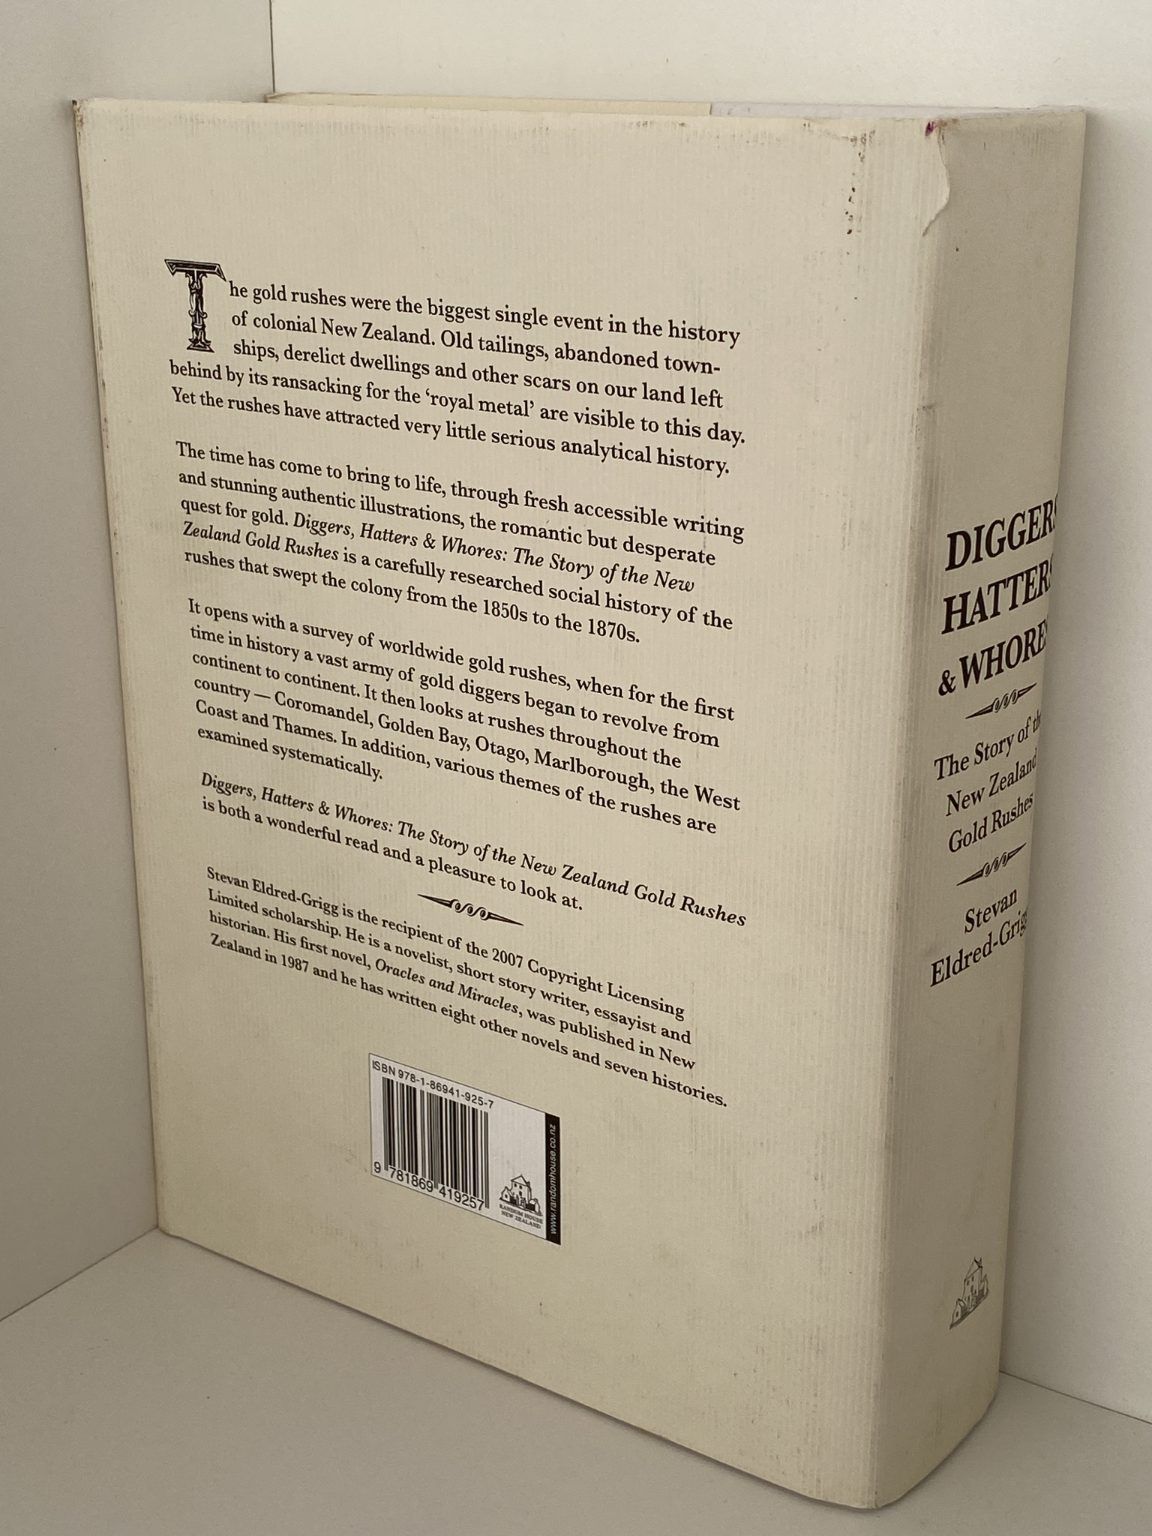 The gold rushes were the biggest single event in the history
of colonial New Zealand. Old tailings, abandoned town-
ships, derelict dwellings and other scars on our land left
behind by its ransacking for the ‘royal metal’ are visible to this day.
Yet the rushes have attracted very little serious analytical history.
The time has come to bring to life, through fresh accessible writing
and stunning authentic illustrations, the romantic but desperate
quest for gold. Diggers, Hatters & Whores: The Story of the New
Zealand Gold Rushes is a carefully researched social history of the
rushes that swept the colony from the 1850s to the 1870s.
It opens with a survey of worldwide gold rushes, when for the first
time in history a vast army of gold diggers began to revolve from
continent to continent. It then looks at rushes throughout the
country — Coromandel, Golden Bay, Otago, Marlborough, the West
Coast and Thames. In addition, various themes of the rushes are
examined systematically.
Diggers, Hatters & Whores: The Story of the New Zealand Gold Rushes
is both a wonderful read and a pleasure to look at.
Stevan Eldred-Grigg is the recipient of the 2007 Copyright Licensing
Limited scholarship. He is a novelist, short story writer, essayist and
historian. His first novel, Oracles and Miracles, was published in New
Zealand in 1987 and he has written eight other novels and seven histories.
ISBN 978-1-86941-925-7
9 781869 419257
RANDOM HOUSE
NEW ZEALAND
www.randomhouse.co.nz
DIGGERS
HATTERS
& WHORES
The Story of the
New Zealand
Gold Rushes
Stevan
Eldred-Grigg